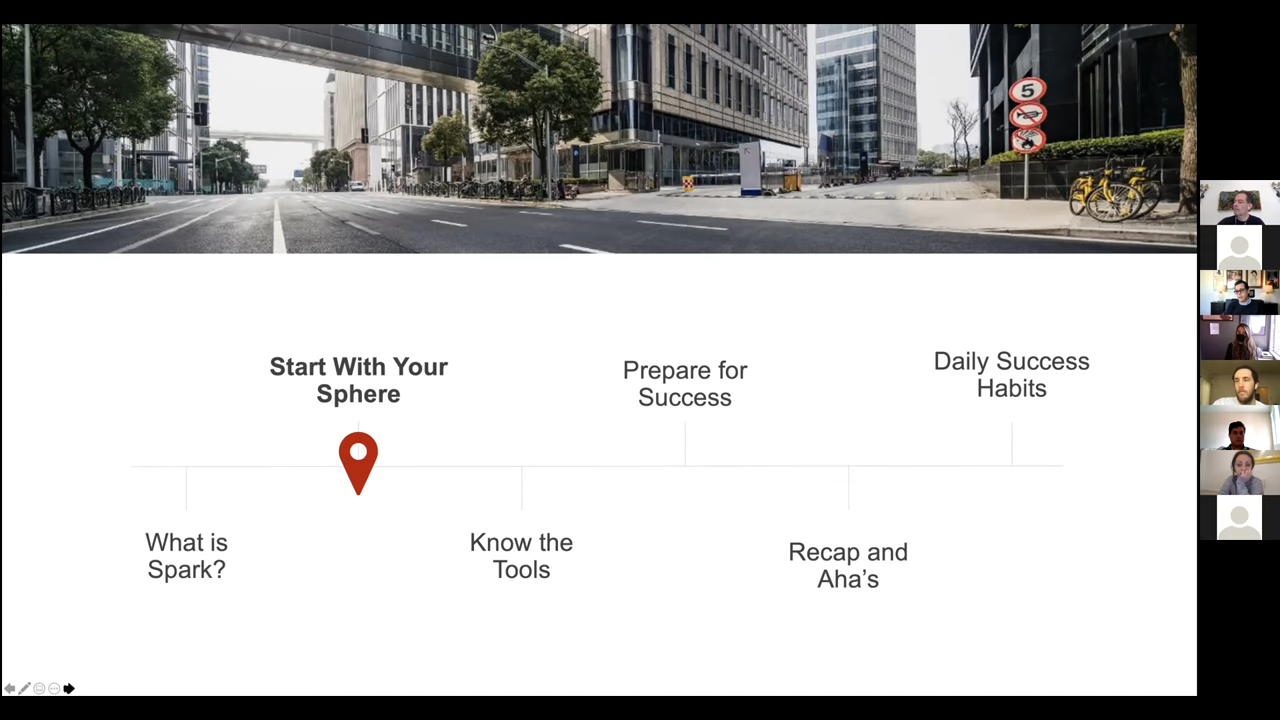 5
Start With Your
Sphere
Prepare for
Success
Daily Success
Habits
What is
Spark?
Know the
Tools
Recap and
Aha’s